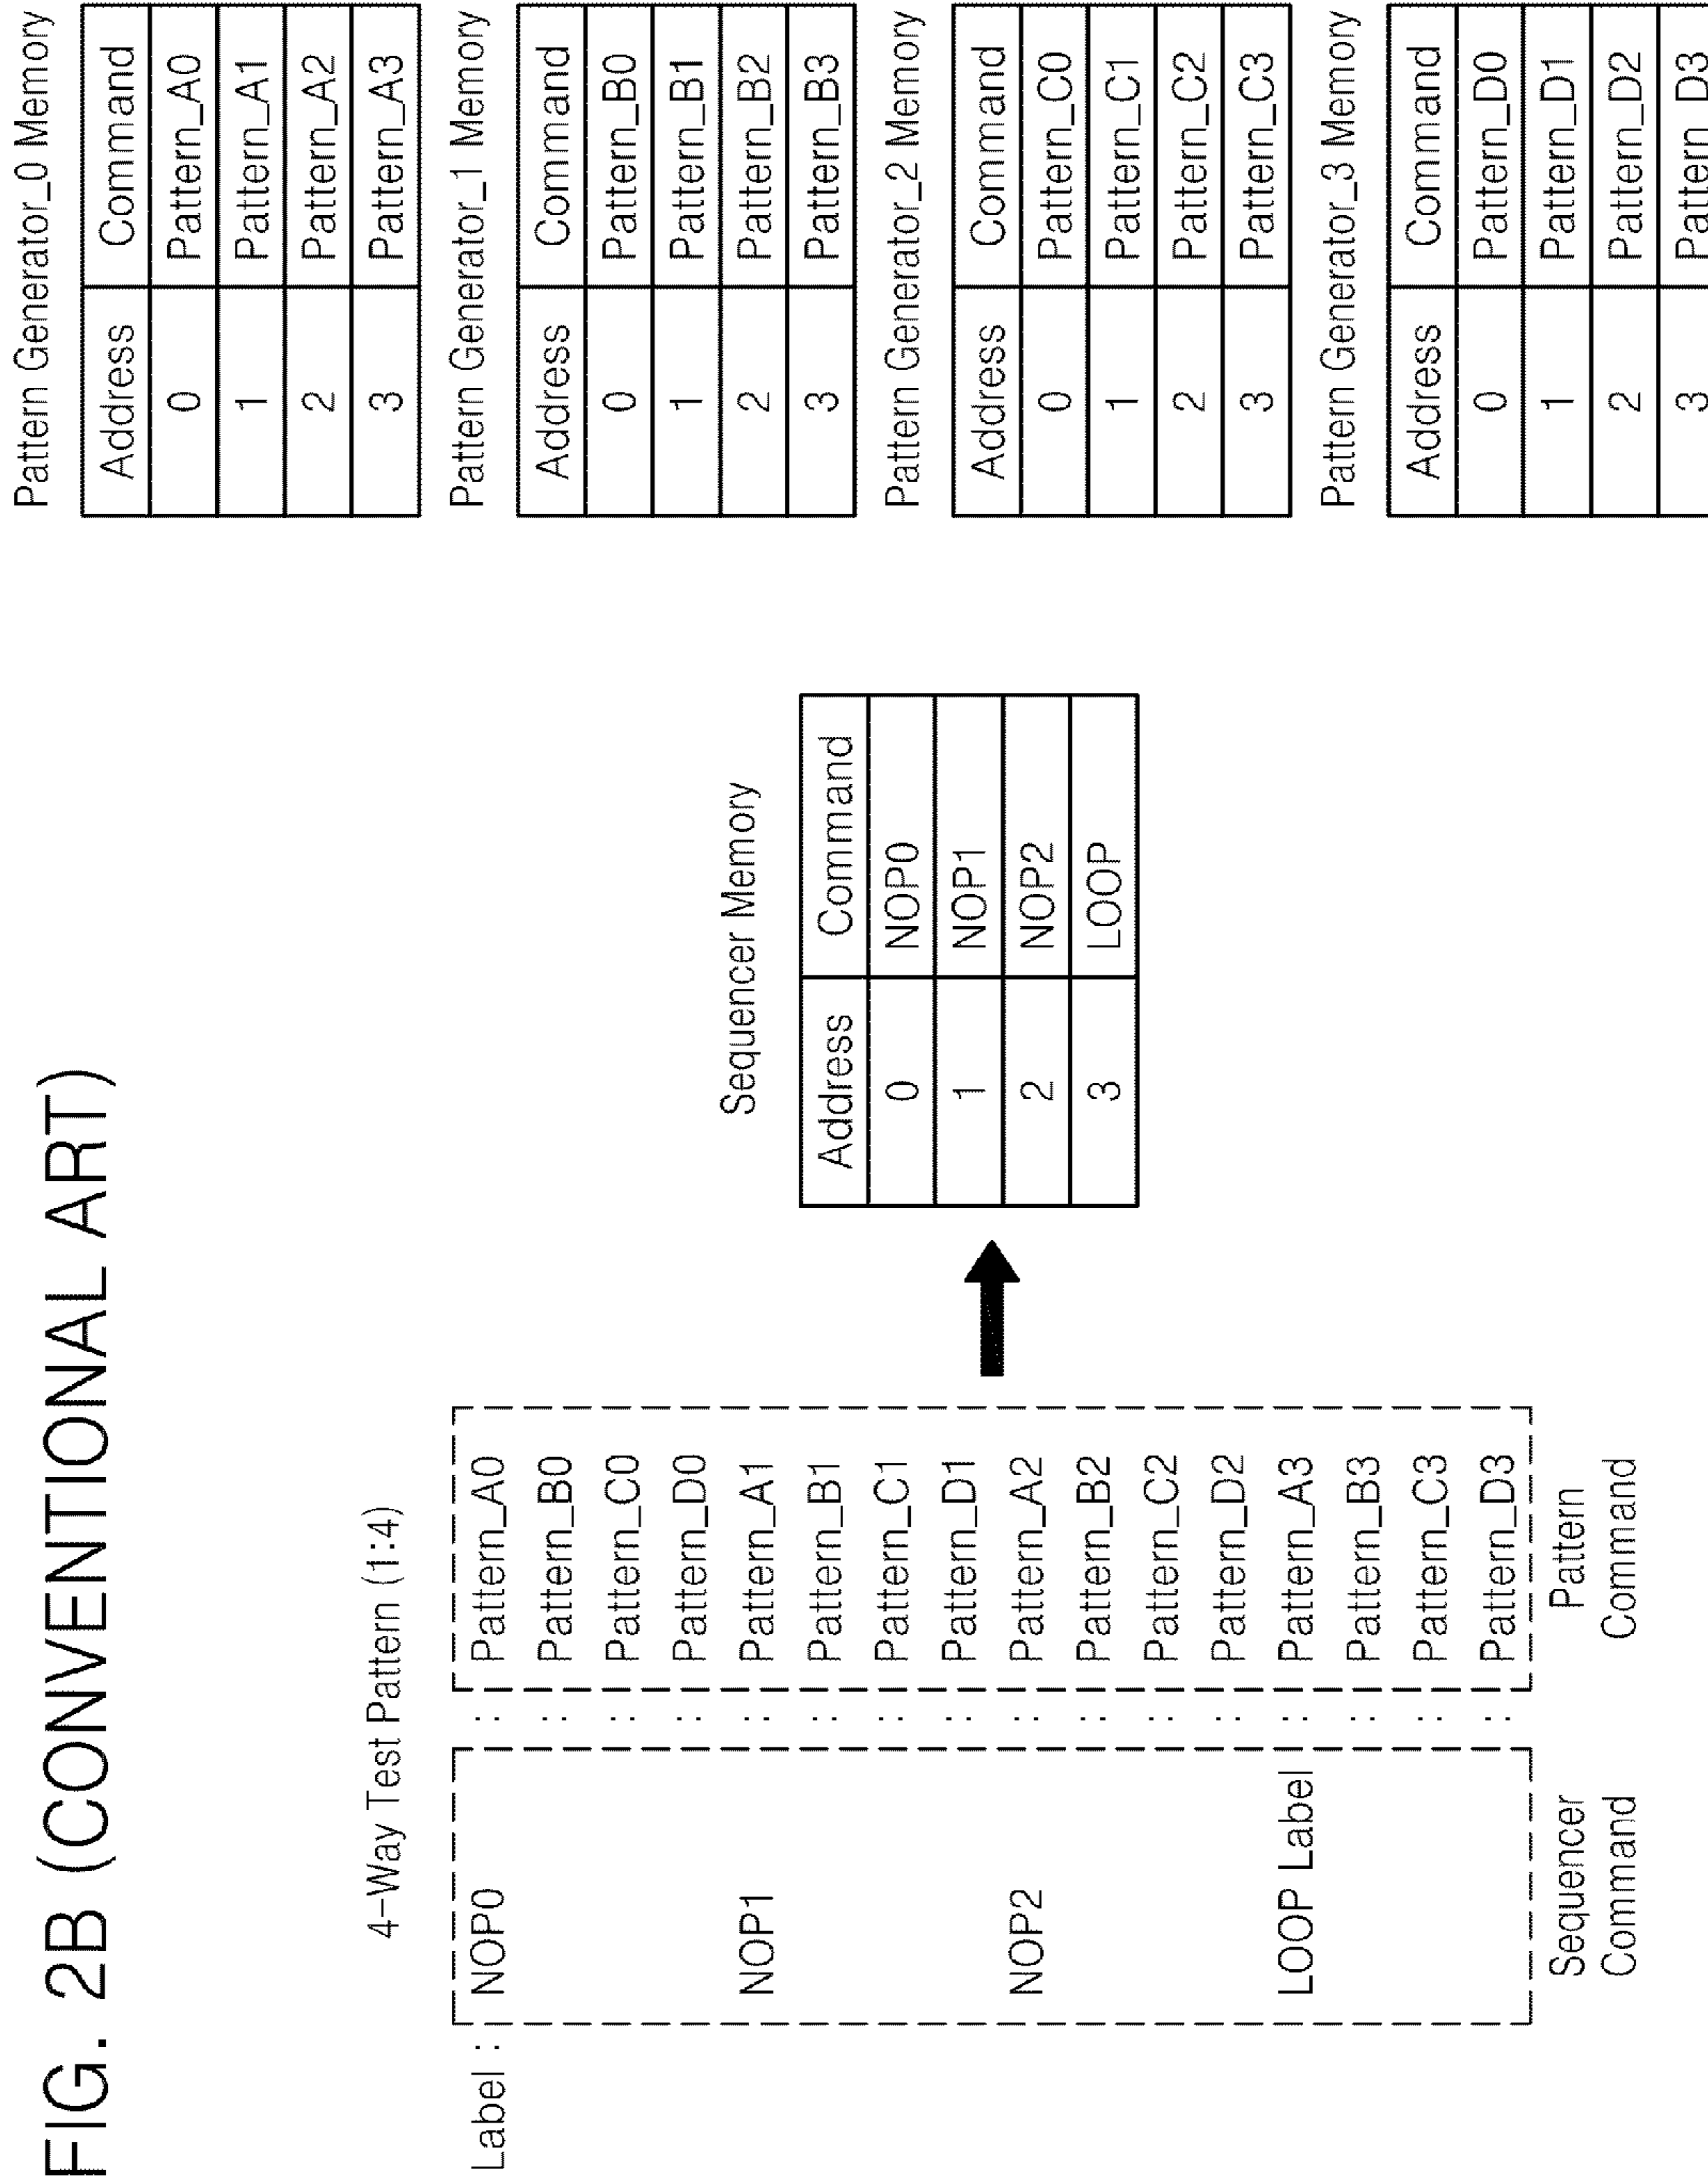 FIG. 2B (CONVENTIONAL ART)
4-Way Test Pattern (1:4)
Label : NOP0 : Pattern_A0
: Pattern_B0
: Pattern_C0
: Pattern_D0
NOP1 : Pattern_A1
: Pattern_B1
: Pattern_C1
: Pattern_D1
NOP2 : Pattern_A2
: Pattern_B2
: Pattern_C2
: Pattern_D2
LOOP Label : Pattern_A3
: Pattern_B3
: Pattern_C3
: Pattern_D3
Sequencer Command
Pattern Command
Sequencer Memory
Address Command
0 NOP0
1 NOP1
2 NOP2
3 LOOP
Pattern Generator_0 Memory
Address Command
0 Pattern_A0
1 Pattern_A1
2 Pattern_A2
3 Pattern_A3
Pattern Generator_1 Memory
Address Command
0 Pattern_B0
1 Pattern_B1
2 Pattern_B2
3 Pattern_B3
Pattern Generator_2 Memory
Address Command
0 Pattern_C0
1 Pattern_C1
2 Pattern_C2
3 Pattern_C3
Pattern Generator_3 Memory
Address Command
0 Pattern_D0
1 Pattern_D1
2 Pattern_D2
3 Pattern_D3